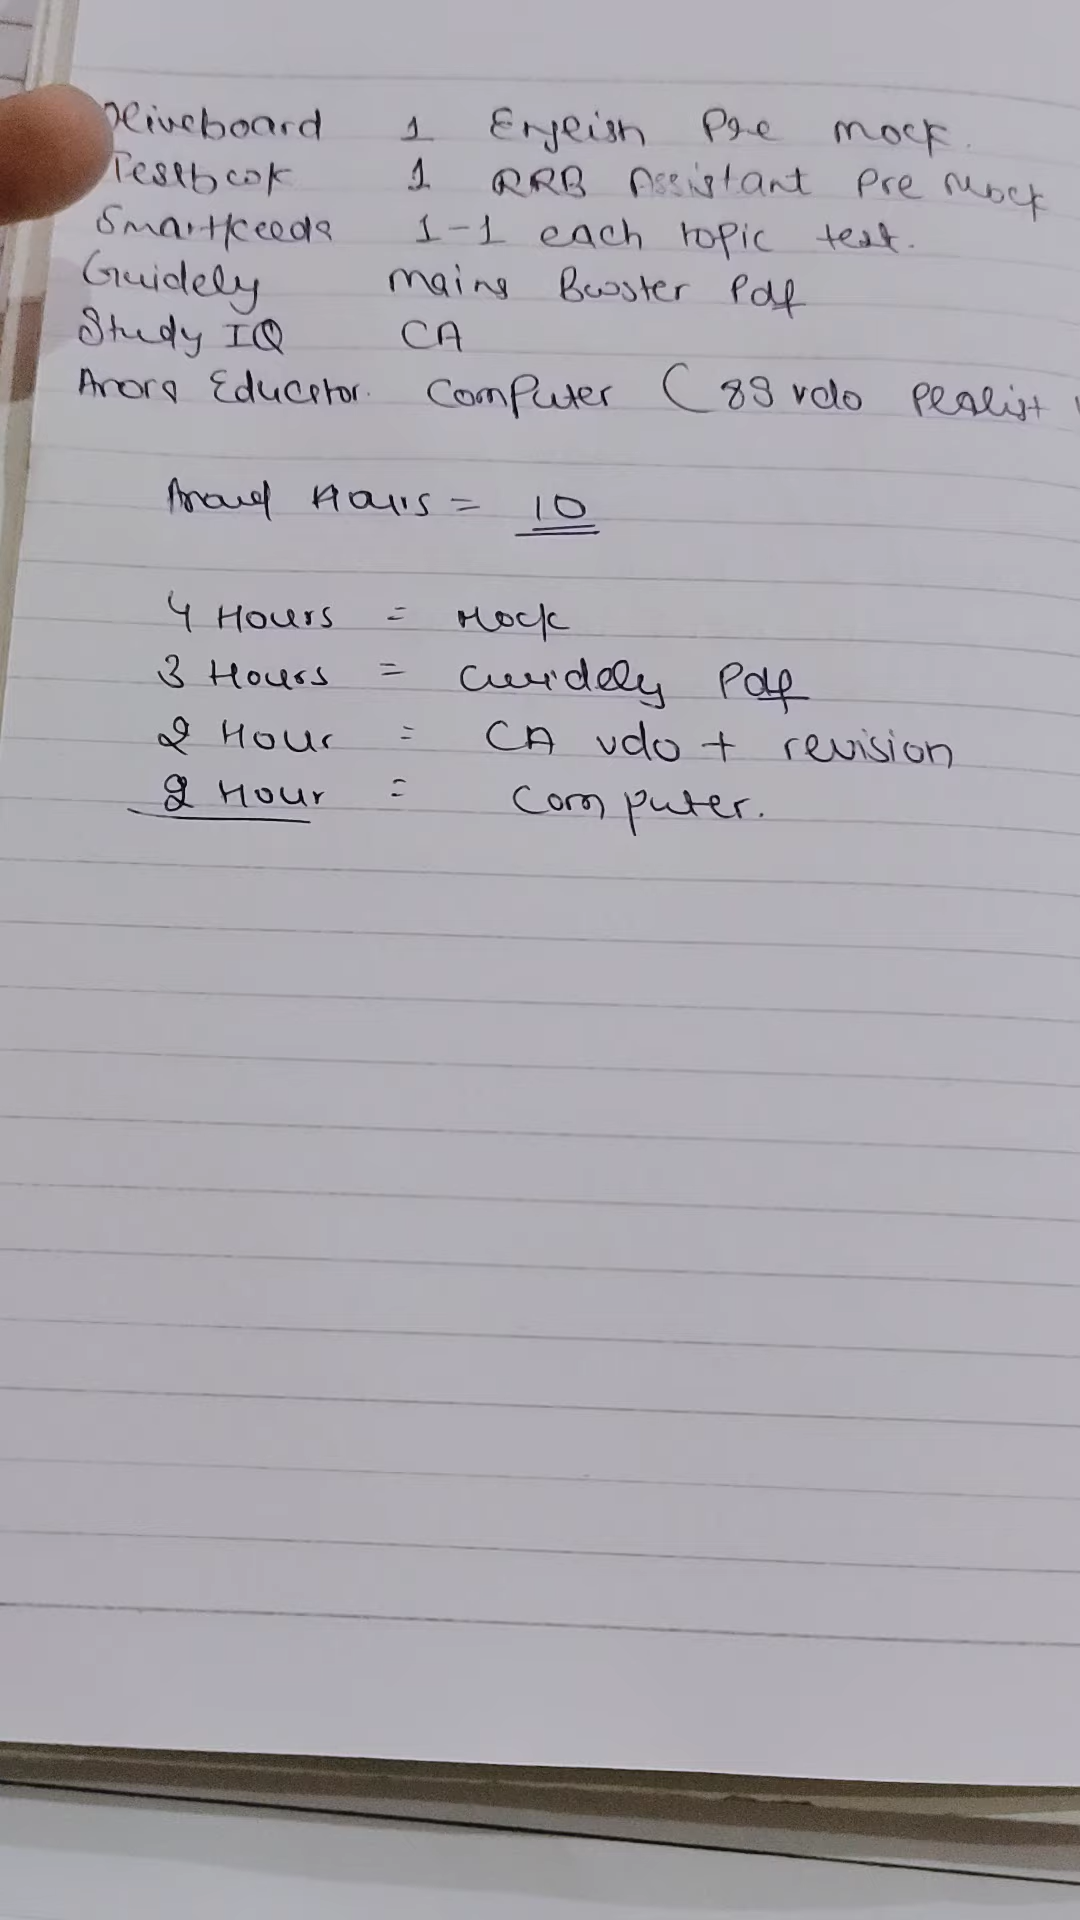 Oliveboard 1 English Pre mock.
Testbook 1 RRB Assistant Pre Mock
Smartkeeda 1-1 each topic test.
Guidely mains Booster Pdf
Study IQ CA
Arora Educator. Computer ( 89 vdo
Hours = 10
4 Hours = Mock
3 Hours = Guidely Pdf
2 Hour = CA vdo + revision
2 Hour = Computer.